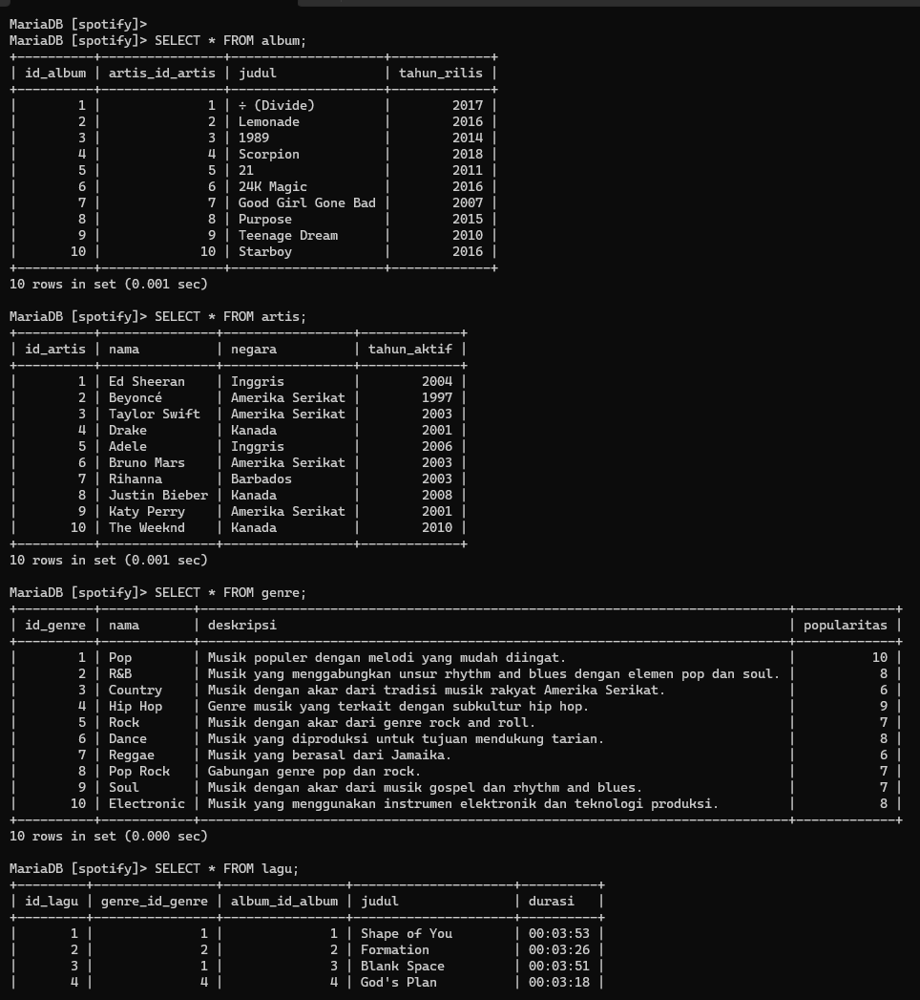 MariaDB [spotify]>
MariaDB [spotify]> SELECT * FROM album;
+----------+-----------------+--------------------+-------------+
| id_album | artis_id_artis | judul | tahun_rilis |
+----------+-----------------+--------------------+-------------+
| 1 | 1 | ÷ (Divide) | 2017 |
| 2 | 2 | Lemonade | 2016 |
| 3 | 3 | 1989 | 2014 |
| 4 | 4 | Scorpion | 2018 |
| 5 | 5 | 21 | 2011 |
| 6 | 6 | 24K Magic | 2016 |
| 7 | 7 | Good Girl Gone Bad | 2007 |
| 8 | 8 | Purpose | 2015 |
| 9 | 9 | Teenage Dream | 2010 |
| 10 | 10 | Starboy | 2016 |
+----------+-----------------+--------------------+-------------+
10 rows in set (0.001 sec)
MariaDB [spotify]> SELECT * FROM artis;
+----------+---------------+-----------------+-------------+
| id_artis | nama | negara | tahun_aktif |
+----------+---------------+-----------------+-------------+
| 1 | Ed Sheeran | Inggris | 2004 |
| 2 | Beyoncé | Amerika Serikat | 1997 |
| 3 | Taylor Swift | Amerika Serikat | 2003 |
| 4 | Drake | Kanada | 2001 |
| 5 | Adele | Inggris | 2006 |
| 6 | Bruno Mars | Amerika Serikat | 2003 |
| 7 | Rihanna | Barbados | 2003 |
| 8 | Justin Bieber | Kanada | 2008 |
| 9 | Katy Perry | Amerika Serikat | 2001 |
| 10 | The Weeknd | Kanada | 2010 |
+----------+---------------+-----------------+-------------+
10 rows in set (0.001 sec)
MariaDB [spotify]> SELECT * FROM genre;
+----------+------------+-----------------------------------------------------------------------------+-------------+
| id_genre | nama | deskripsi | popularitas |
+----------+------------+-----------------------------------------------------------------------------+-------------+
| 1 | Pop | Musik populer dengan melodi yang mudah diingat. | 10 |
| 2 | R&B | Musik yang menggabungkan unsur rhythm and blues dengan elemen pop dan soul. | 8 |
| 3 | Country | Musik dengan akar dari tradisi musik rakyat Amerika Serikat. | 6 |
| 4 | Hip Hop | Genre musik yang terkait dengan subkultur hip hop. | 9 |
| 5 | Rock | Musik dengan akar dari genre rock and roll. | 7 |
| 6 | Dance | Musik yang diproduksi untuk tujuan mendukung tarian. | 8 |
| 7 | Reggae | Musik yang berasal dari Jamaika. | 6 |
| 8 | Pop Rock | Gabungan genre pop dan rock. | 7 |
| 9 | Soul | Musik dengan akar dari musik gospel dan rhythm and blues. | 7 |
| 10 | Electronic | Musik yang menggunakan instrumen elektronik dan teknologi produksi. | 8 |
+----------+------------+-----------------------------------------------------------------------------+-------------+
10 rows in set (0.000 sec)
MariaDB [spotify]> SELECT * FROM lagu;
+---------+----------------+----------------+---------------------+----------+
| id_lagu | genre_id_genre | album_id_album | judul | durasi |
+---------+----------------+----------------+---------------------+----------+
| 1 | 1 | 1 | Shape of You | 00:03:53 |
| 2 | 2 | 2 | Formation | 00:03:26 |
| 3 | 1 | 3 | Blank Space | 00:03:51 |
| 4 | 4 | 4 | God's Plan | 00:03:18 |